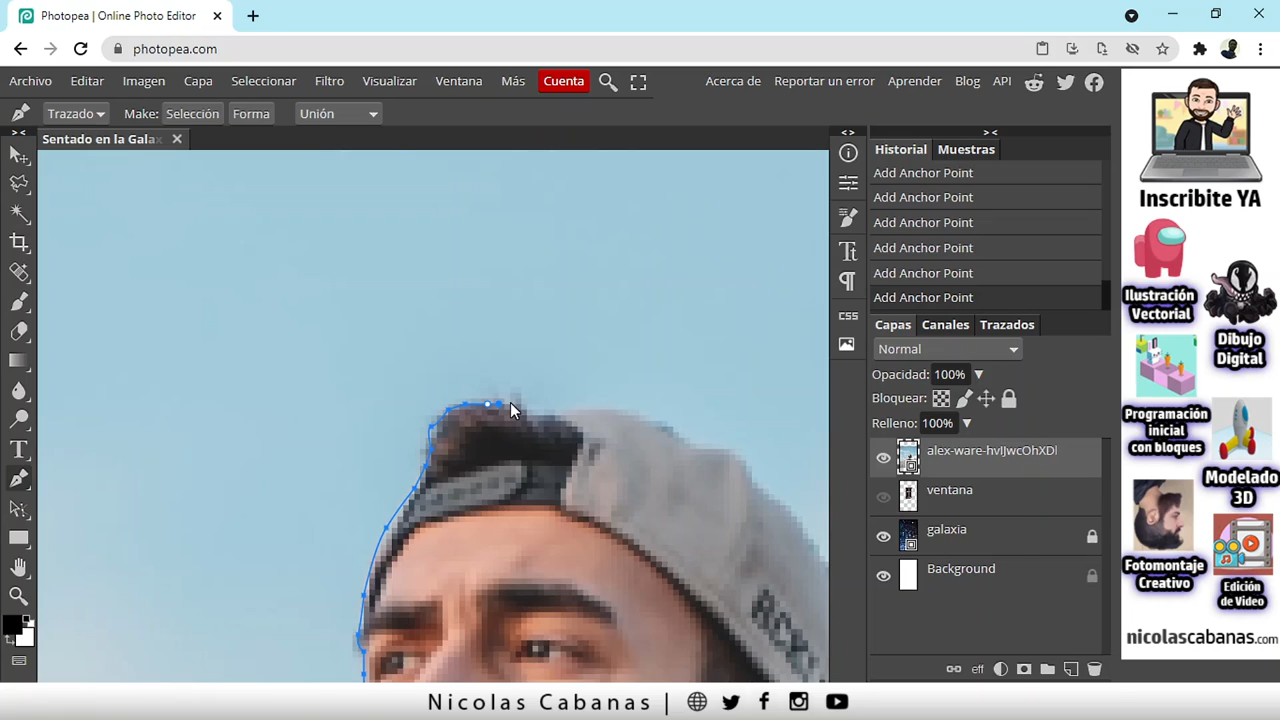 Photopea | Online Photo Editor
photopea.com
Archivo Editar Imagen Capa Seleccionar Filtro Visualizar Ventana Más Cuenta Acerca de Reportar un error Aprender Blog API
Trazado Make: Selección Forma Unión
Sentado en la Gala
Historial Muestras
Add Anchor Point
Add Anchor Point
Add Anchor Point
Add Anchor Point
Add Anchor Point
Add Anchor Point
CSS
Capas Canales Trazados
Normal
Opacidad: 100%
Bloquear:
Relleno: 100%
alex-ware-hvIJwcOhXDI
ventana
galaxia
Background
eff
Inscribite YA
Ilustración
Vectorial
Dibujo
Digital
Programación
inicial
con bloques
Modelado
3D
Fotomontaje
Creativo
Edición
de Video
nicolascabanas.com
Nicolas Cabanas |